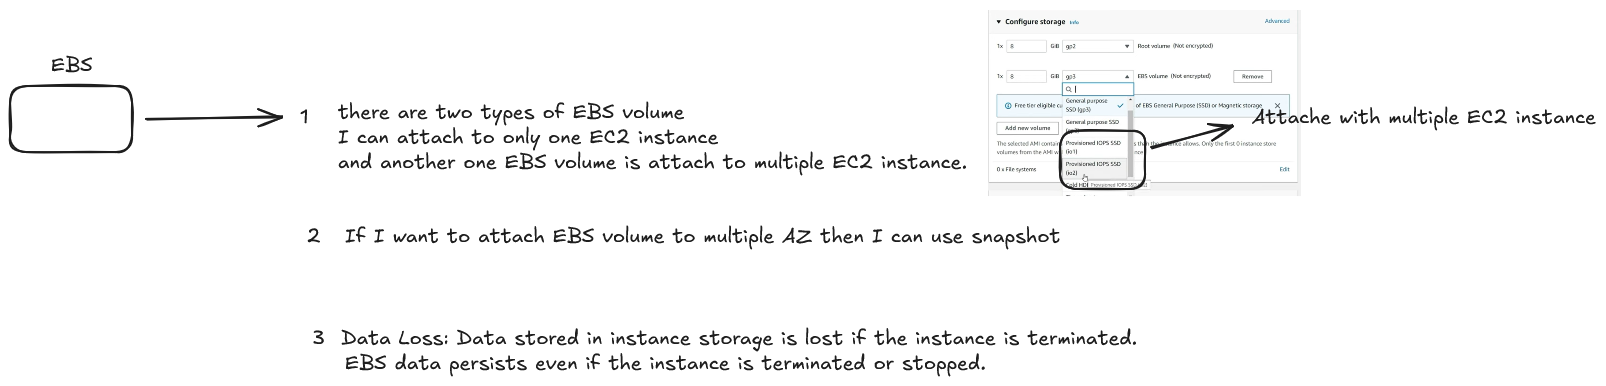 EBS
1 there are two types of EBS volume
I can attach to only one EC2 instance
and another one EBS volume is attach to multiple EC2 instance.
Configure storage Info Advanced
1x 8 GiB gp2 Root volume (Not encrypted)
1x 8 GiB gp3 EBS volume (Not encrypted) Remove
General purpose
SSD (gp3)
Free tier eligible cu of EBS General Purpose (SSD) or Magnetic storage
General purpose SSD
Add new volume
Provisioned IOPS SSD
(io1)
The selected AMI contain than the allows. Only the first 0 instance store
volumes from the AMI
Provisioned IOPS SSD
(io2)
0 x File systems Edit
Cold HDD
Attache with multiple EC2 instance
2 If I want to attach EBS volume to multiple AZ then I can use snapshot
3 Data Loss: Data stored in instance storage is lost if the instance is terminated.
EBS data persists even if the instance is terminated or stopped.